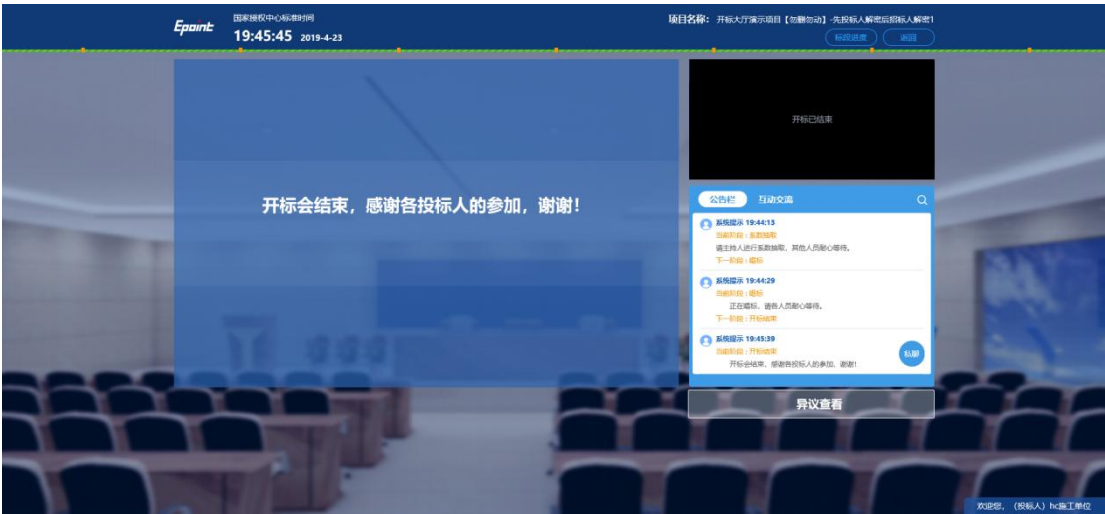 Epoint
国家授权中心标准时间
19:45:45 2019-4-23
项目名称： 开标大厅演示项目【勿删勿动】-先投标人解密后招标人解密1
标段进度 返回
开标会结束，感谢各投标人的参加，谢谢！
开标已结束
公告栏 互动交流
系统提示 19:44:13
当前阶段：系数抽取
请主持人进行系数抽取，其他人员耐心等待。
下一阶段：唱标
系统提示 19:44:29
当前阶段：唱标
正在唱标，请各人员耐心等待。
下一阶段：开标结束
系统提示 19:45:39
当前阶段：开标结束
开标会结束，感谢各投标人的参加，谢谢！
私聊
异议查看
欢迎您，（投标人）hc施工单位